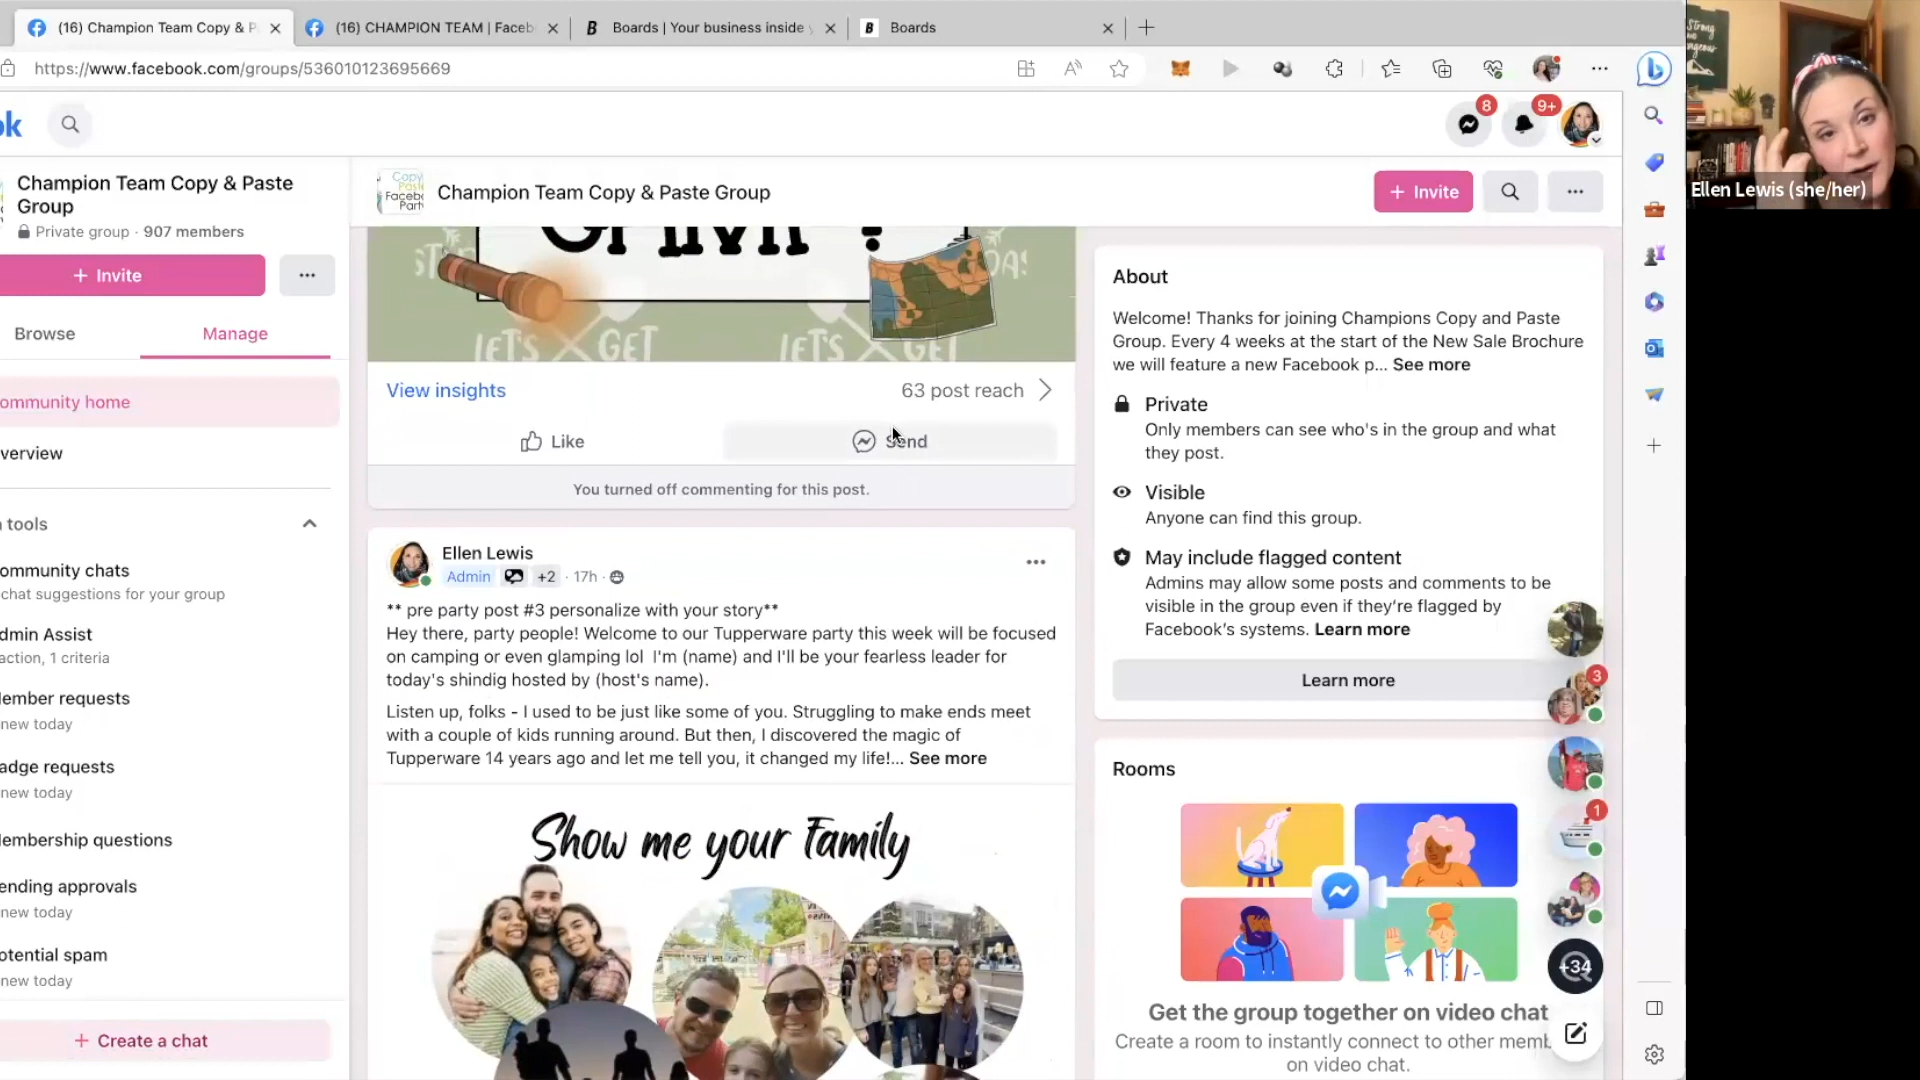 (16) Champion Team Copy & P
(16) CHAMPION TEAM | Faceb
Boards | Your business inside
Boards
https://www.facebook.com/groups/536010123695669
Ellen Lewis (she/her)
8
9+
Champion Team Copy & Paste
Group
Private group · 907 members
+ Invite
Browse
Manage
ommunity home
verview
tools
ommunity chats
chat suggestions for your group
dmin Assist
action, 1 criteria
ember requests
new today
adge requests
new today
embership questions
ending approvals
new today
otential spam
new today
+ Create a chat
Copy
Paste
Facebo
Part
Champion Team Copy & Paste Group
+ Invite
LET'S GET
LET'S GET
View insights
63 post reach
Like
Send
You turned off commenting for this post.
Ellen Lewis
Admin +2 · 17h ·
** pre party post #3 personalize with your story**
Hey there, party people! Welcome to our Tupperware party this week will be focused
on camping or even glamping lol I'm (name) and I'll be your fearless leader for
today's shindig hosted by (host's name).
Listen up, folks - I used to be just like some of you. Struggling to make ends meet
with a couple of kids running around. But then, I discovered the magic of
Tupperware 14 years ago and let me tell you, it changed my life!... See more
Show me your Family
About
Welcome! Thanks for joining Champions Copy and Paste
Group. Every 4 weeks at the start of the New Sale Brochure
we will feature a new Facebook p... See more
Private
Only members can see who's in the group and what
they post.
Visible
Anyone can find this group.
May include flagged content
Admins may allow some posts and comments to be
visible in the group even if they're flagged by
Facebook's systems. Learn more
Learn more
3
1
+34
Rooms
Get the group together on video chat
Create a room to instantly connect to other memb
on video chat.